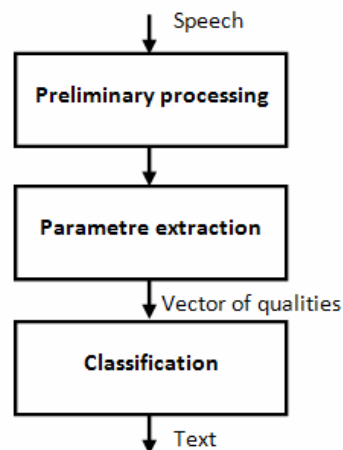 Speech
Preliminary processing
Parametre extraction
Vector of qualities
Classification
Text